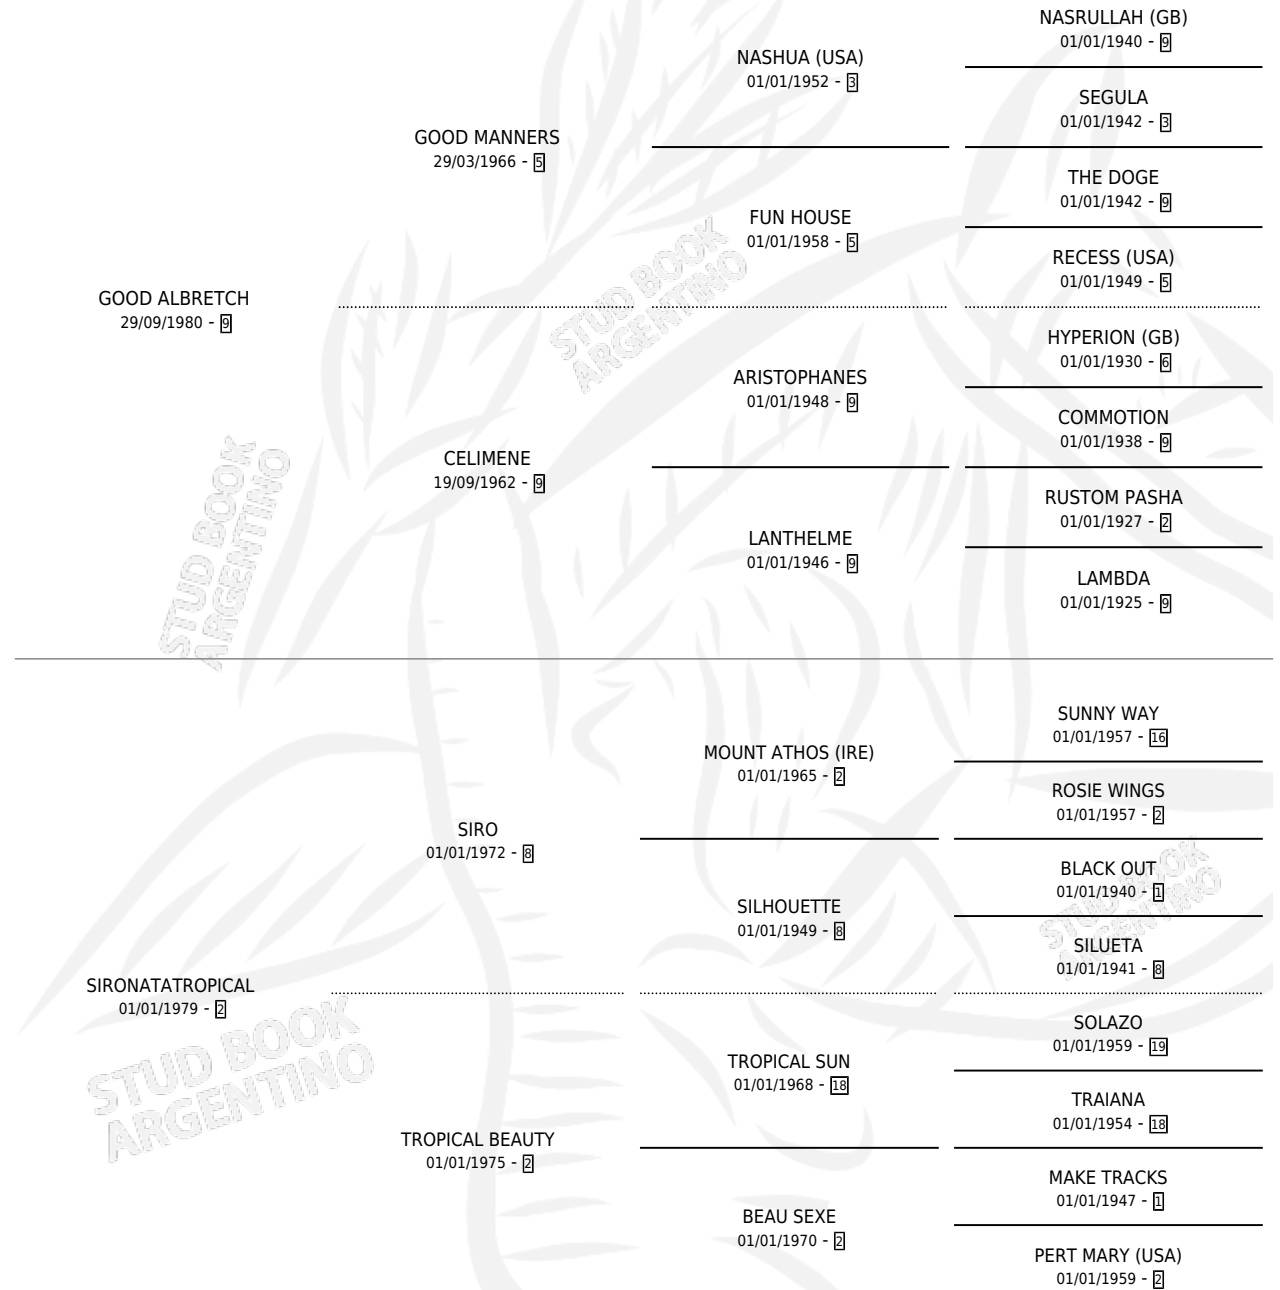 NASRULLAH (GB)
01/01/1940 - 9
NASHUA (USA)
01/01/1952 - 3
SEGULA
01/01/1942 - 3
GOOD MANNERS
29/03/1966 - 5
THE DOGE
01/01/1942 - 9
FUN HOUSE
01/01/1958 - 5
RECESS (USA)
01/01/1949 - 5
GOOD ALBRETCH
29/09/1980 - 9
HYPERION (GB)
01/01/1930 - 6
ARISTOPHANES
01/01/1948 - 9
COMMOTION
01/01/1938 - 9
CELIMENE
19/09/1962 - 9
RUSTOM PASHA
01/01/1927 - 2
LANTHELME
01/01/1946 - 9
LAMBDA
01/01/1925 - 9
SUNNY WAY
01/01/1957 - 16
MOUNT ATHOS (IRE)
01/01/1965 - 2
ROSIE WINGS
01/01/1957 - 2
SIRO
01/01/1972 - 8
BLACK OUT
01/01/1940 - 1
SILHOUETTE
01/01/1949 - 8
SILUETA
01/01/1941 - 8
SIRONATATROPICAL
01/01/1979 - 2
SOLAZO
01/01/1959 - 19
TROPICAL SUN
01/01/1968 - 18
TRAIANA
01/01/1954 - 18
TROPICAL BEAUTY
01/01/1975 - 2
MAKE TRACKS
01/01/1947 - 1
BEAU SEXE
01/01/1970 - 2
PERT MARY (USA)
01/01/1959 - 2
STUD BOOK
ARGENTINO
STUD BOOK
ARGENTINO
STUD BOOK
ARGENTINO
STUD BOOK
ARGENTINO